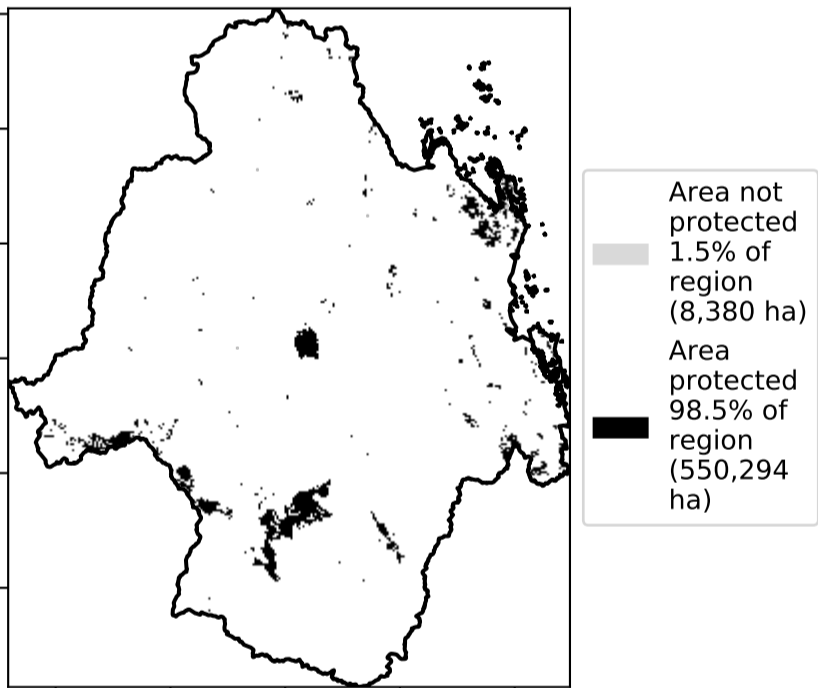 Area not
protected
1.5% of
region
(8,380 ha)
Area
protected
98.5% of
region
(550,294
ha)